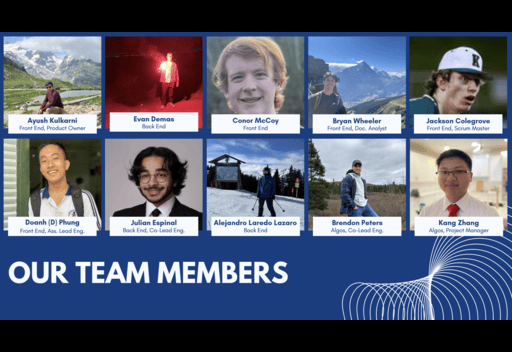 Ayush Kulkarni
Front End, Product Owner
Evan Demas
Back End
Conor McCoy
Front End
Bryan Wheeler
Front End, Doc. Analyst
K
Jackson Colegrove
Front End, Scrum Master
Doanh (D) Phung
Front End, Ass. Lead Eng.
Julian Espinal
Back End, Co-Lead Eng.
Alejandro Laredo Lazaro
Back End
Brendon Peters
Algos, Co-Lead Eng.
Kang Zhang
Algos, Project Manager
OUR TEAM MEMBERS